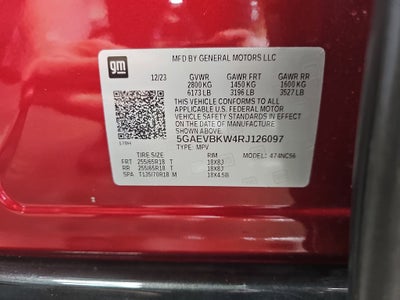 gm
MFD BY GENERAL MOTORS LLC
12/23 GVWR GAWR FRT GAWR RR
2800 KG 1450 KG 1600 KG
6173 LB 3196 LB 3527 LB
THIS VEHICLE CONFORMS TO ALL
APPLICABLE U.S. FEDERAL MOTOR
VEHICLE SAFETY STANDARDS IN EFFECT
ON THE DATE OF MANUFACTURE
5GAEVBKW4RJ126097
TYPE: MPV MODEL: 4T4NC56
TIRE SIZE RIM
FRT 255/65R18 T 18X8J
RR 255/65R18 T 18X8J
SPA T135/70R18 M 18X4.5B